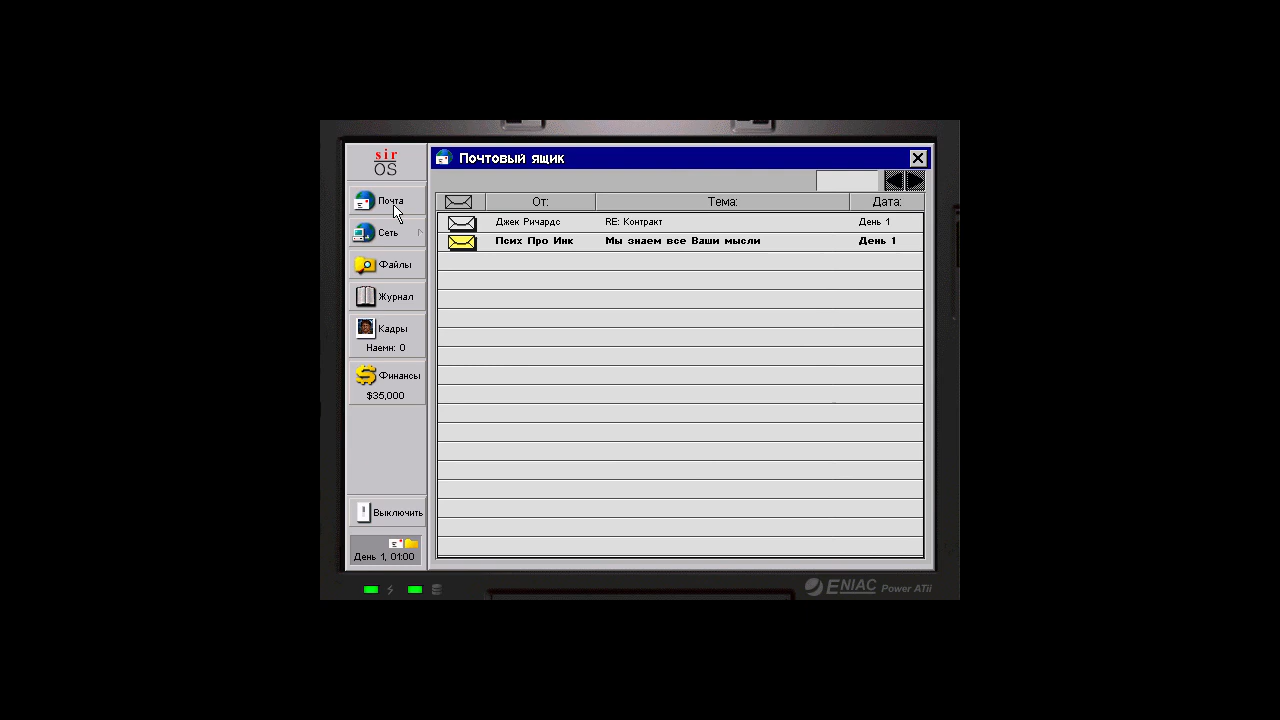 sir
OS
Почта
Сеть
Файлы
Журнал
Кадры
Наемн: 0
Финансы
$35,000
Выключить
День 1, 01:00
Почтовый ящик
От: Тема: Дата:
Джек Ричардс RE: Контракт День 1
Псих Про Инк Мы знаем все Ваши мысли День 1
ENIAC Power ATii